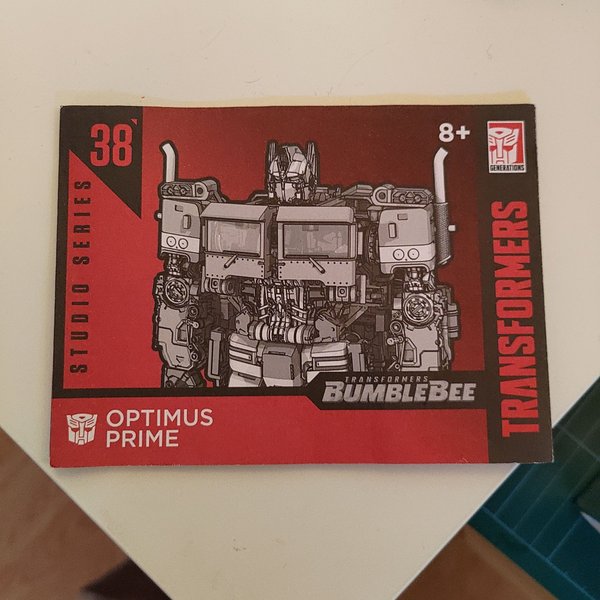 38
STUDIO SERIES
8+
GENERATIONS
TRANSFORMERS
TRANSFORMERS
BUMBLEBEE
OPTIMUS
PRIME